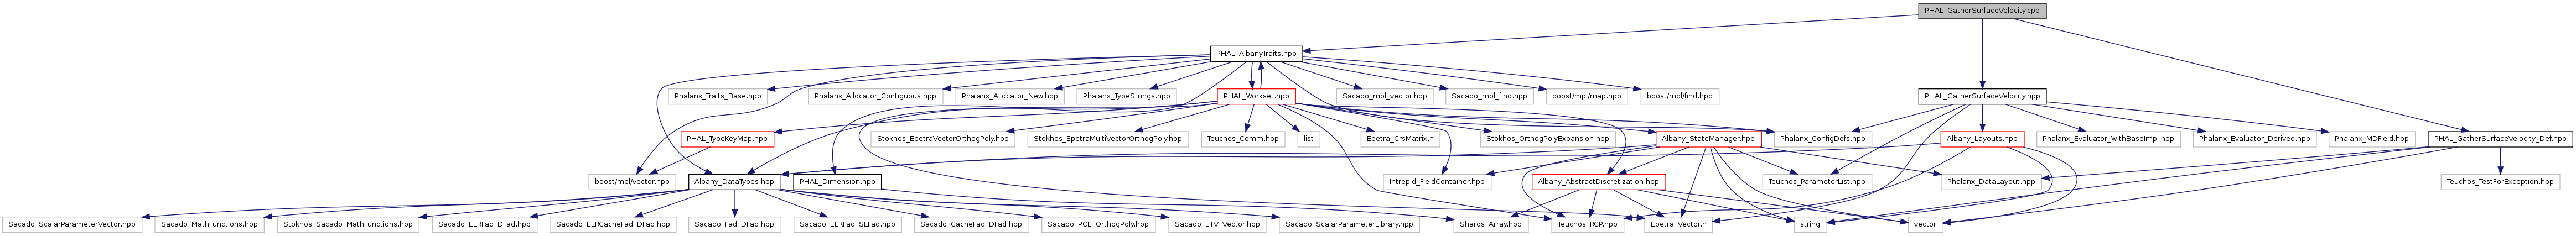 PHAL_GatherSurfaceVelocity.cpp
PHAL_AlbanyTraits.hpp
Phalanx_Traits_Base.hpp
Phalanx_Allocator_Contiguous.hpp
Phalanx_Allocator_New.hpp
Phalanx_TypeStrings.hpp
PHAL_Workset.hpp
Sacado_mpl_vector.hpp
Sacado_mpl_find.hpp
boost/mpl/map.hpp
boost/mpl/find.hpp
PHAL_GatherSurfaceVelocity.hpp
PHAL_TypeKeyMap.hpp
Stokhos_EpetraVectorOrthogPoly.hpp
Stokhos_EpetraMultiVectorOrthogPoly.hpp
Teuchos_Comm.hpp
list
Epetra_CrsMatrix.h
Stokhos_OrthogPolyExpansion.hpp
Albany_StateManager.hpp
Phalanx_ConfigDefs.hpp
Albany_Layouts.hpp
Phalanx_Evaluator_WithBaseImpl.hpp
Phalanx_Evaluator_Derived.hpp
Phalanx_MDField.hpp
PHAL_GatherSurfaceVelocity_Def.hpp
boost/mpl/vector.hpp
Albany_DataTypes.hpp
PHAL_Dimension.hpp
Intrepid_FieldContainer.hpp
Albany_AbstractDiscretization.hpp
Teuchos_ParameterList.hpp
Phalanx_DataLayout.hpp
Teuchos_TestForException.hpp
Sacado_ScalarParameterVector.hpp
Sacado_MathFunctions.hpp
Stokhos_Sacado_MathFunctions.hpp
Sacado_ELRFad_DFad.hpp
Sacado_ELRCacheFad_DFad.hpp
Sacado_Fad_DFad.hpp
Sacado_ELRFad_SLFad.hpp
Sacado_CacheFad_DFad.hpp
Sacado_PCE_OrthogPoly.hpp
Sacado_ETV_Vector.hpp
Sacado_ScalarParameterLibrary.hpp
Shards_Array.hpp
Teuchos_RCP.hpp
Epetra_Vector.h
string
vector